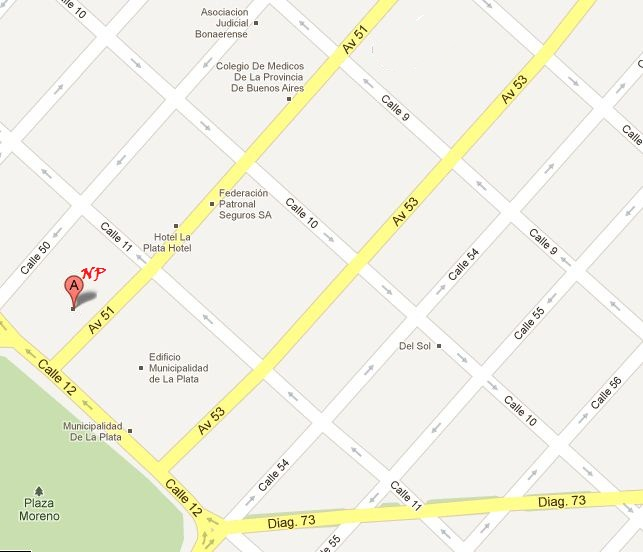 Calle 10
Asociacion
Judicial
Bonaerense
Av 51
Colegio De Medicos
De La Provincia
De Buenos Aires
Av 53
Calle 9
Federación
Patronal
Seguros SA
Calle 10
Av 53
Hotel La
Plata Hotel
Calle 11
Calle 50
NP
A
Calle 9
Calle 54
Av 51
Calle 55
Del Sol
Edificio
Municipalidad
de La Plata
Calle 12
Calle 56
Av 53
Calle 10
Municipalidad
De La Plata
Calle 54
Calle 12
Calle 11
Plaza
Moreno
Diag. 73
Diag. 73
55